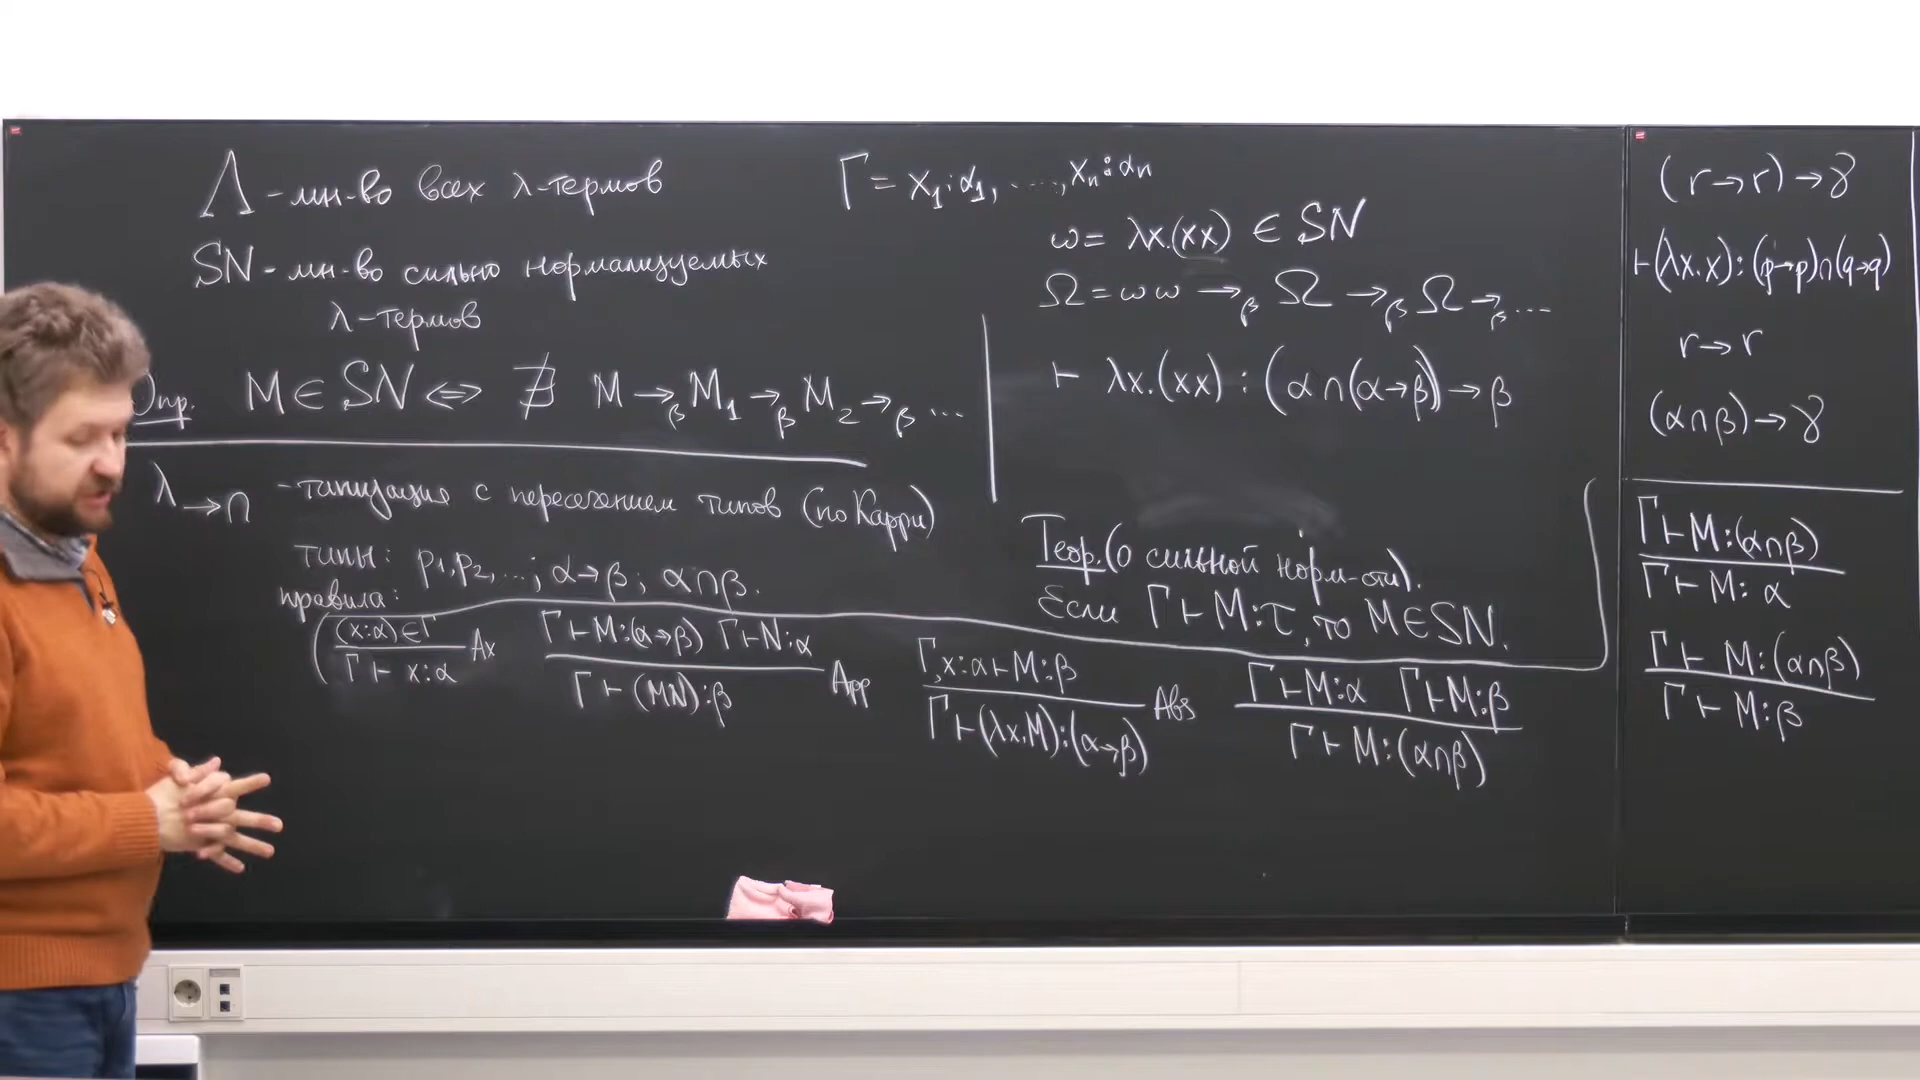 Λ - мн-во всех λ-термов
SN - мн-во сильно нормализуемых
λ-термов
Опр. M ∈ SN ⇔ ∄ M →β M₁ →β M₂ →β ...
λ→∩ - типизация с пересечением типов (по Карри)
типы: p₁, p₂, ...; α→β; α∩β.
правила:
(x:α)∈Γ
Γ ⊢ x:α
Ax
Γ⊢M:(α→β) Γ⊢N:α
Γ ⊢ (MN):β
App
Γ,x:α⊢M:β
Γ⊢(λx.M):(α→β)
Abs
Γ⊢M:α Γ⊢M:β
Γ⊢M:(α∩β)
Γ = x₁:α₁, ...., xₙ:αₙ
ω = λx.(xx) ∈ SN
Ω = ωω →β Ω →β Ω →β ...
⊢ λx.(xx) : (α∩(α→β))→β
Теор. (о сильной норм-сти).
Если Γ⊢M:τ, то M∈SN.
(r→r)→γ
⊢(λx.x):(p→p)∩(q→q)
r→r
(α∩β)→γ
Γ⊢M:(α∩β)
Γ⊢M:α
Γ⊢M:(α∩β)
Γ⊢M:β